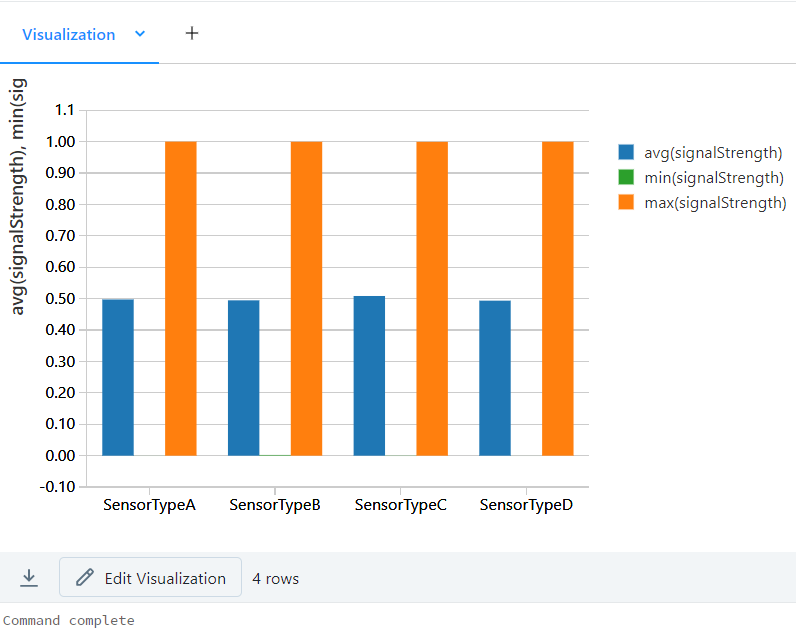 Visualization
avg(signalStrength), min(sig
1.1
1.00
0.90
0.80
0.70
0.60
0.50
0.40
0.30
0.20
0.10
0.00
-0.10
SensorTypeA SensorTypeB SensorTypeC SensorTypeD
avg(signalStrength)
min(signalStrength)
max(signalStrength)
Edit Visualization 4 rows
Command complete